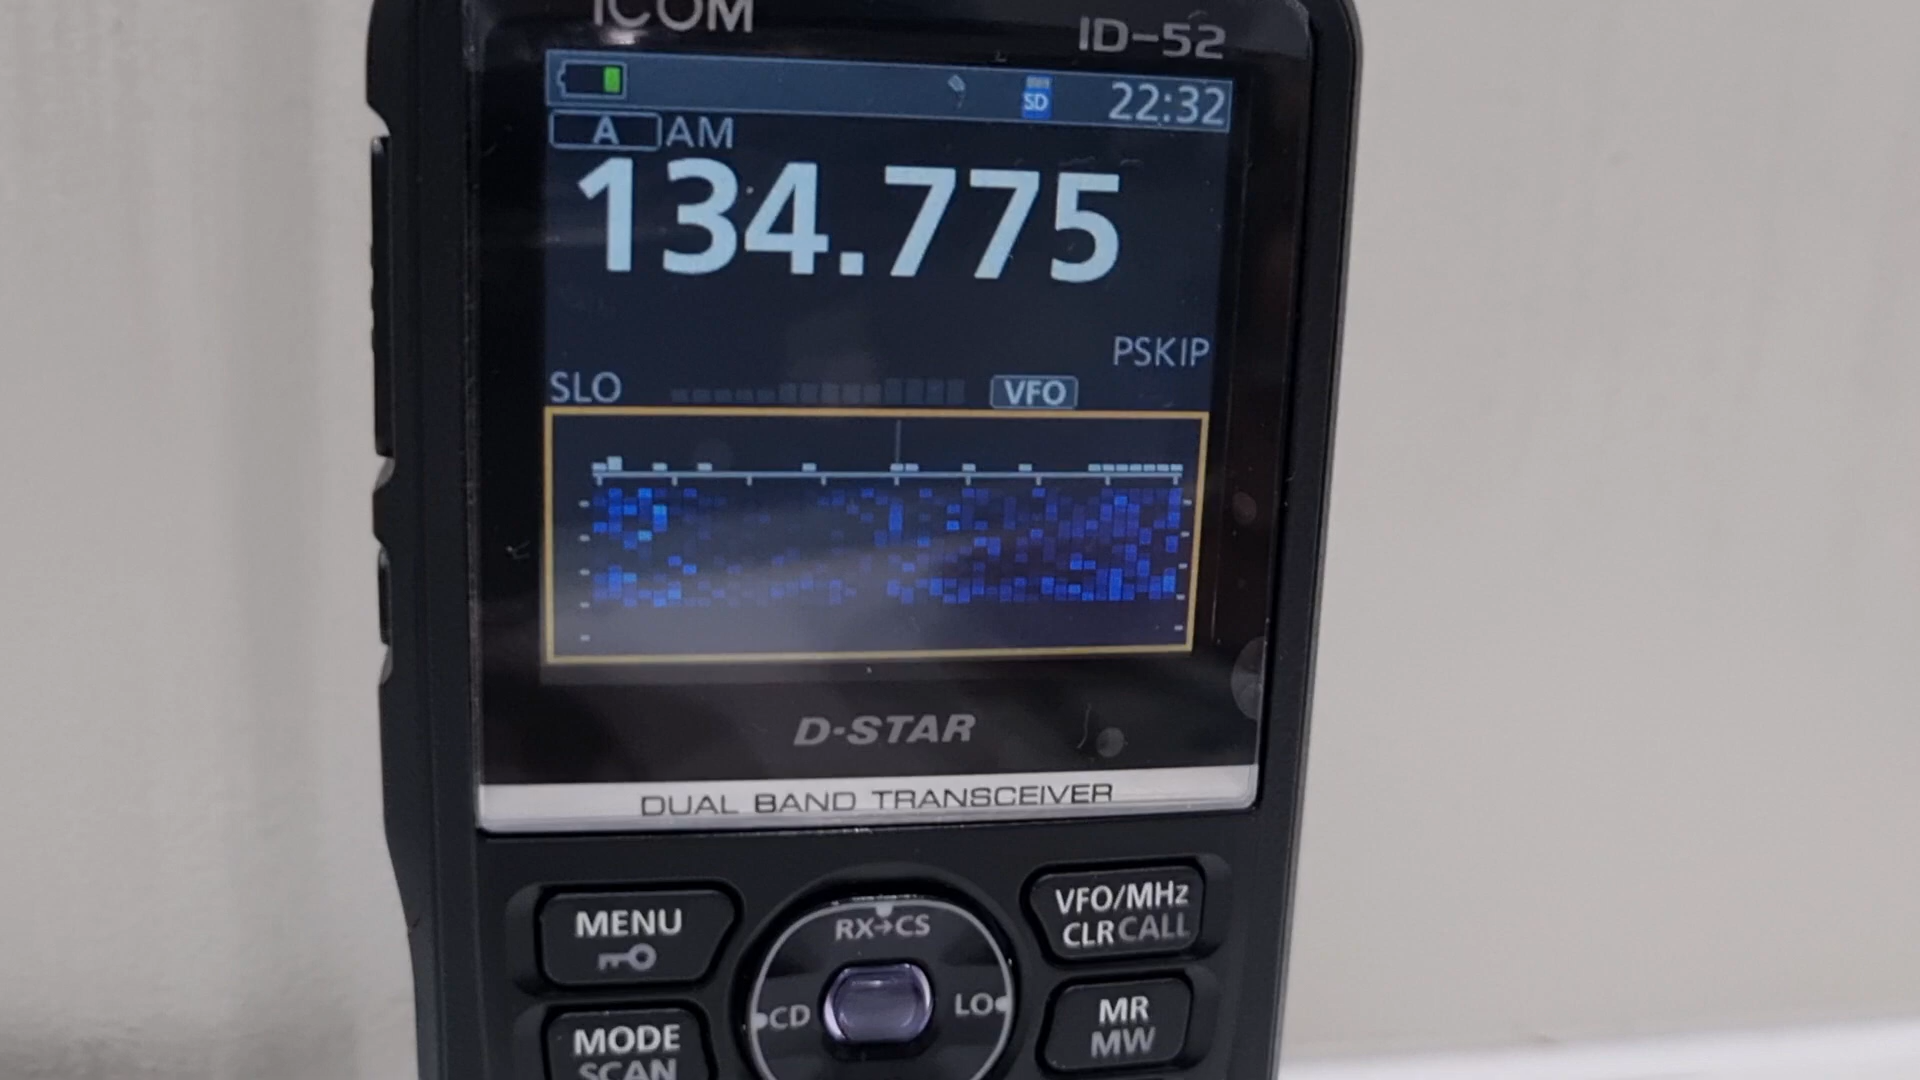 ICOM
ID-52
SD 22:32
A AM
134.775
PSKIP
SLO VFO
D-STAR
DUAL BAND TRANSCEIVER
MENU
RX→CS
VFO/MHz
CLR CALL
CD
LO
MR
MW
MODE
SCAN